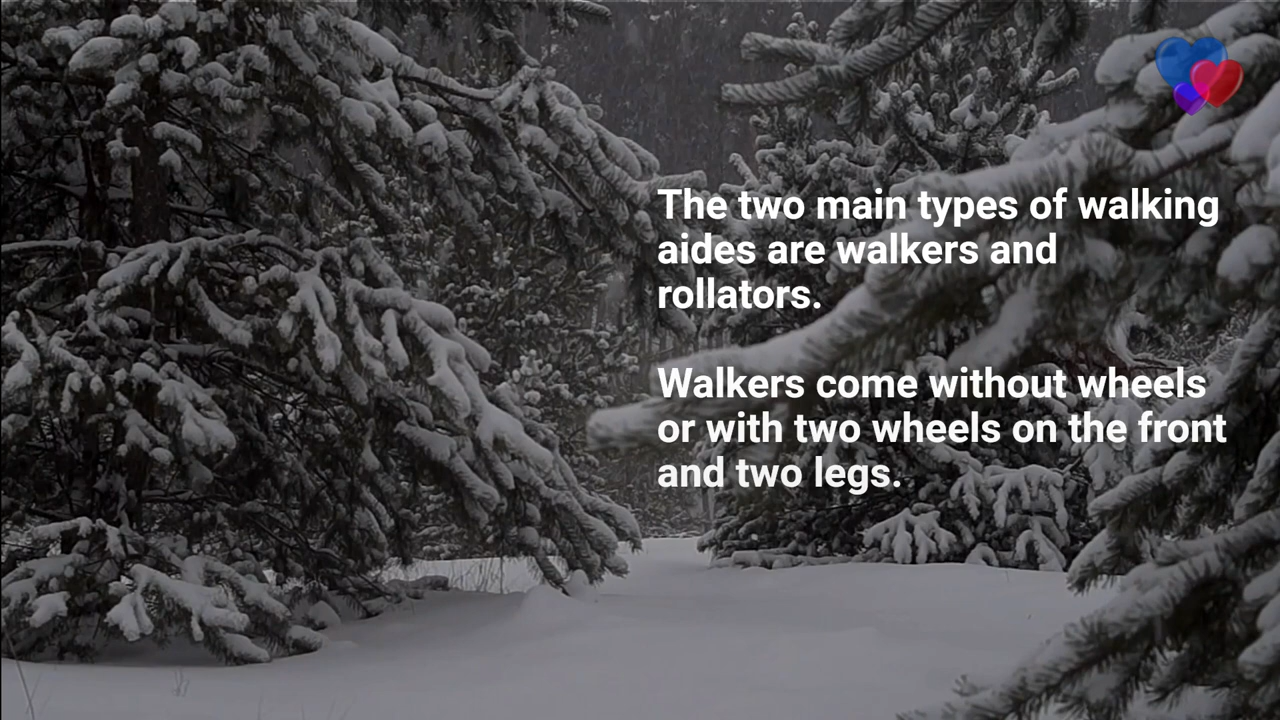 The two main types of walking
aides are walkers and
rollators.
Walkers come without wheels
or with two wheels on the front
and two legs.